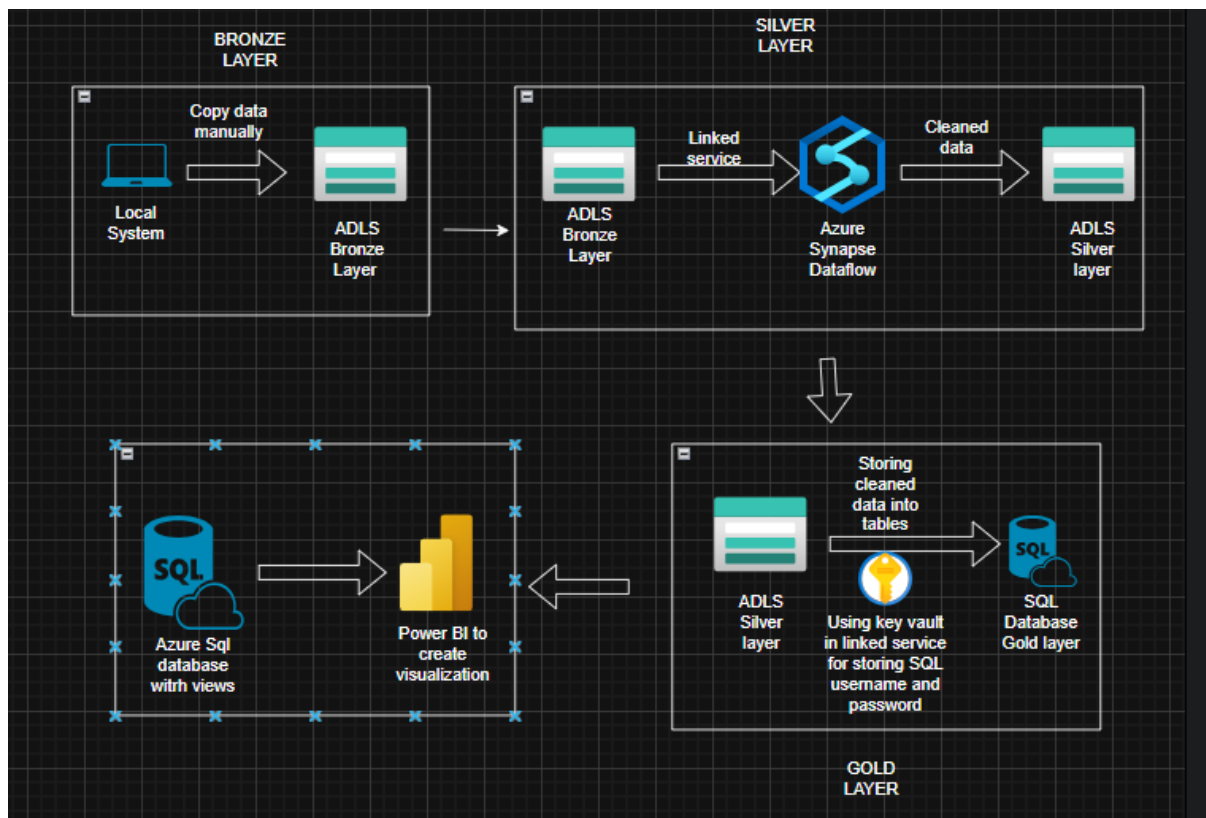 BRONZE
LAYER
SILVER
LAYER
Copy data
manually
Local
System
ADLS
Bronze
Layer
Linked
service
Cleaned
data
ADLS
Bronze
Layer
Azure
Synapse
Dataflow
ADLS
Silver
layer
SQL
Azure Sql
database
witrh views
Power BI to
create
visualization
Storing
cleaned
data into
tables
SQL
ADLS
Silver
layer
Using key vault
in linked service
for storing SQL
username and
password
SQL
Database
Gold layer
GOLD
LAYER